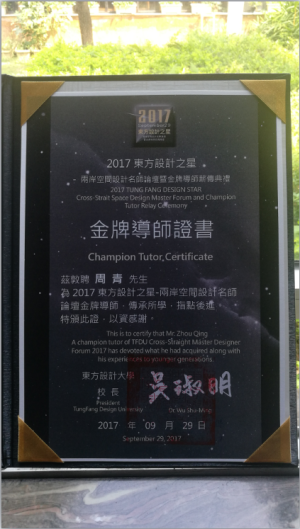 2017
東方設計之星
2017 東方設計之星
兩岸空間設計名師論壇暨金牌導師薪傳典禮
2017 TUNG FANG DESIGN STAR
Cross-Strait Space Design Master Forum and Champion
Tutor Relay Ceremony
金牌導師證書
Champion Tutor Certificate
茲敦聘 周 青 先生
為 2017 東方設計之星-兩岸空間設計名師
論壇金牌導師。傳承所學，指點後進，
特頒此證，以資感謝。
This is to certify that Mr. Zhou Qing
A champion tutor of TFDU Cross-Straight Master Designer
Forum 2017 has devoted what he had acquired along with
his experiences to younger generations.
東方設計大學
校 長
President
TungFang Design University
吳淑明
Dr. Wu Shu-Ming
2017 年 09 月 29 日
September 29, 2017